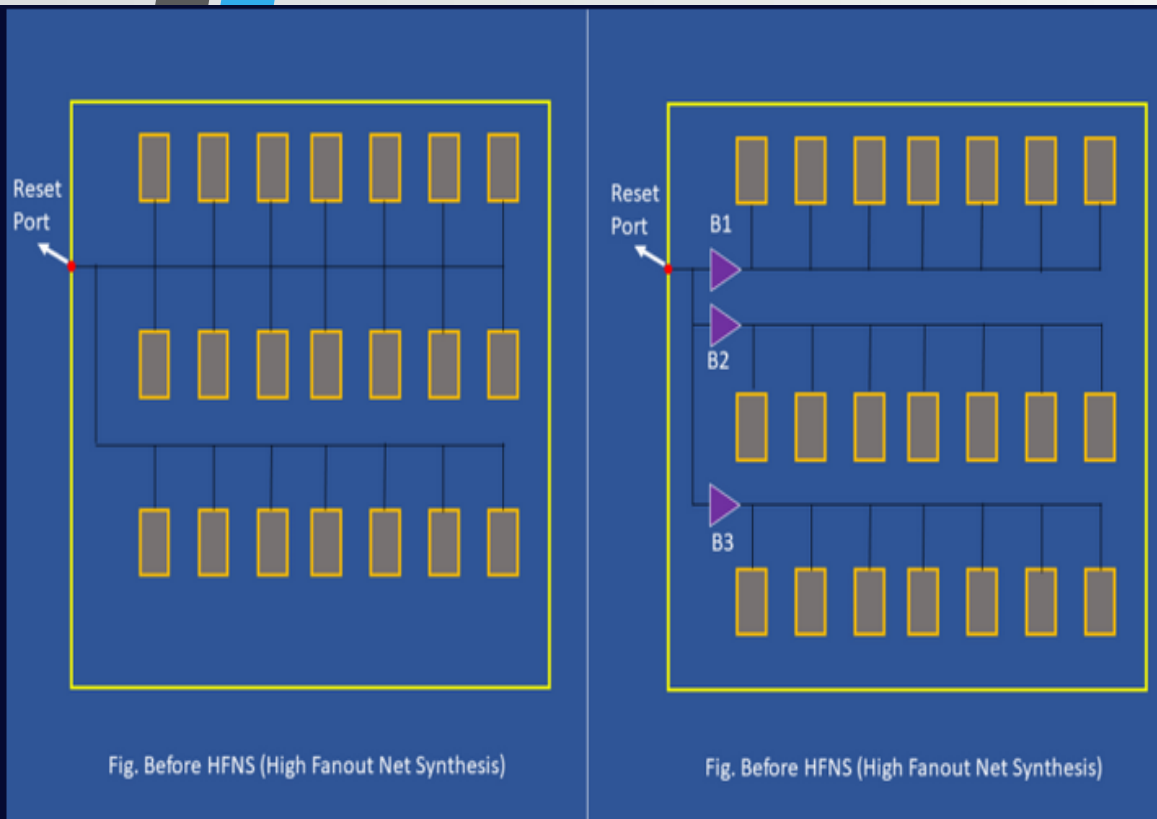 Reset
Port
Fig. Before HFNS (High Fanout Net Synthesis)
Reset
Port
B1
B2
B3
Fig. Before HFNS (High Fanout Net Synthesis)